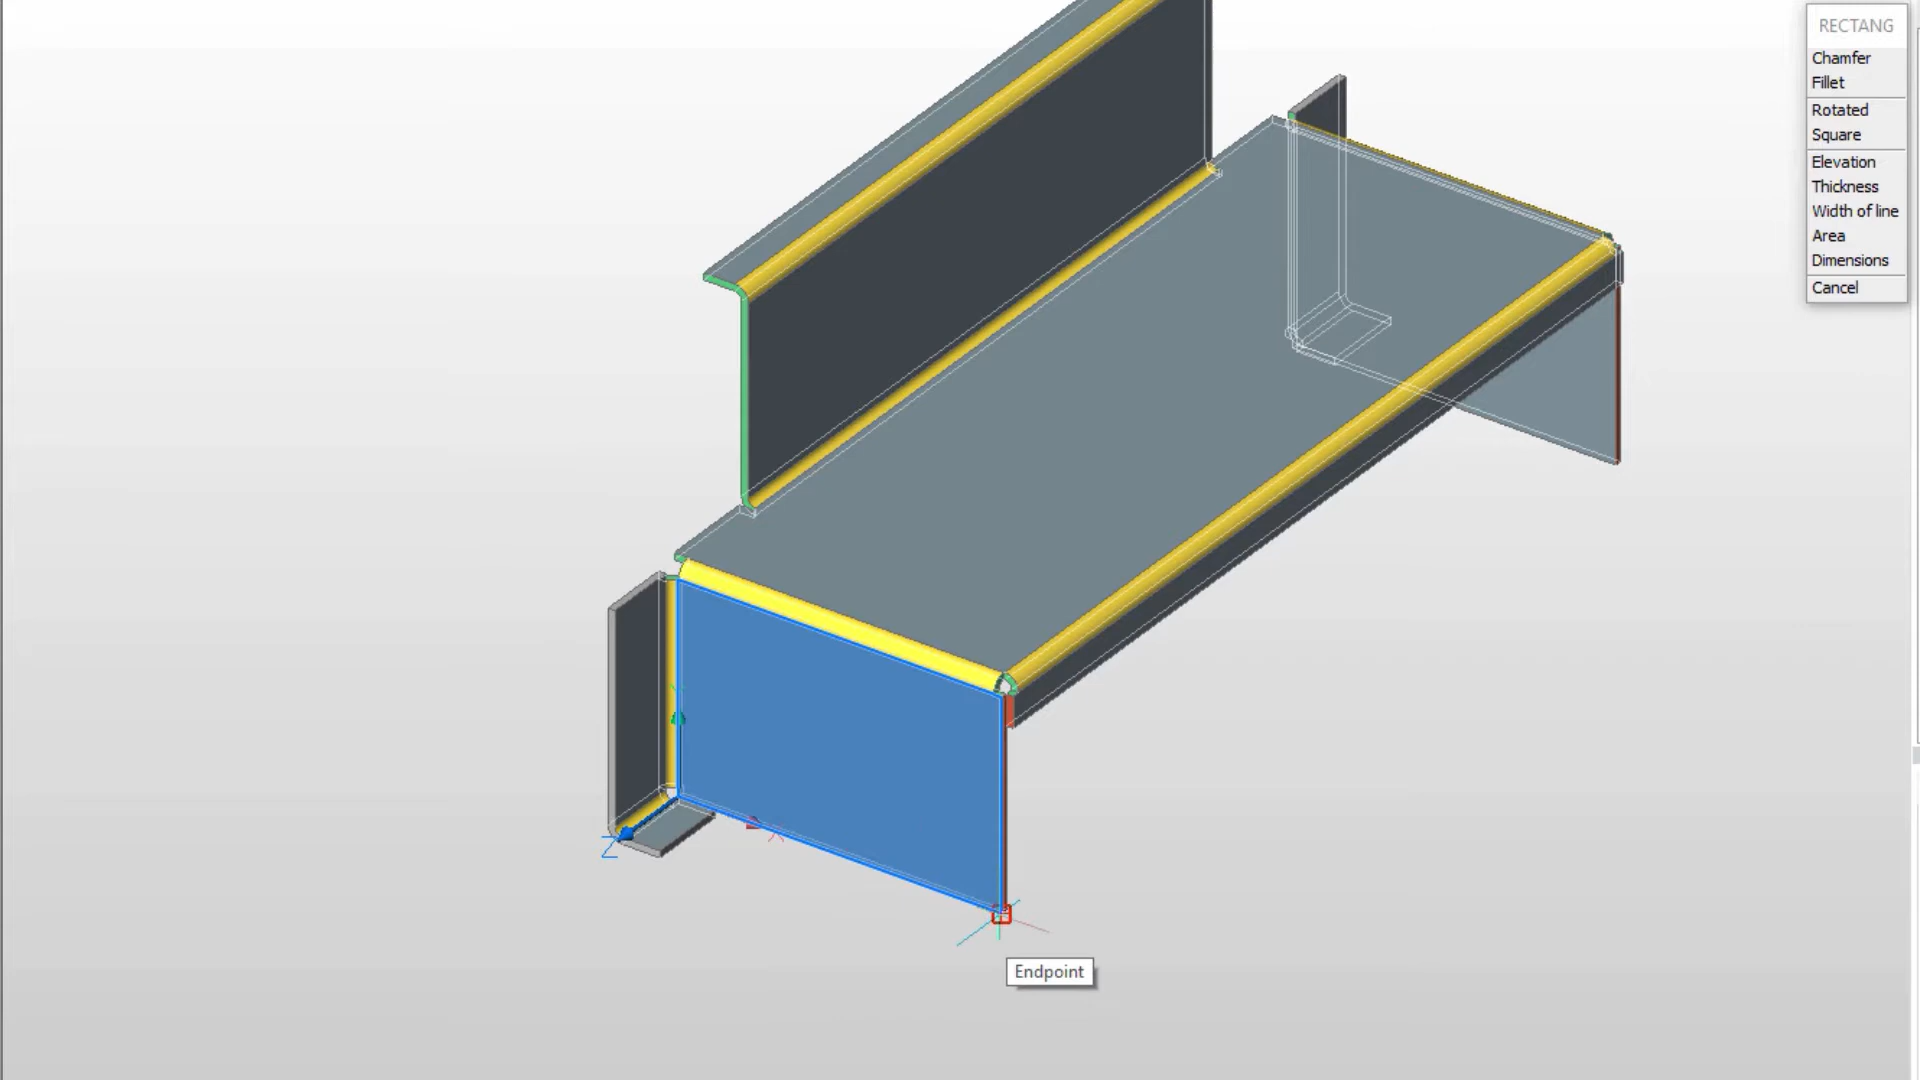 RECTANG
Chamfer
Fillet
Rotated
Square
Elevation
Thickness
Width of line
Area
Dimensions
Cancel
Z
X
Endpoint